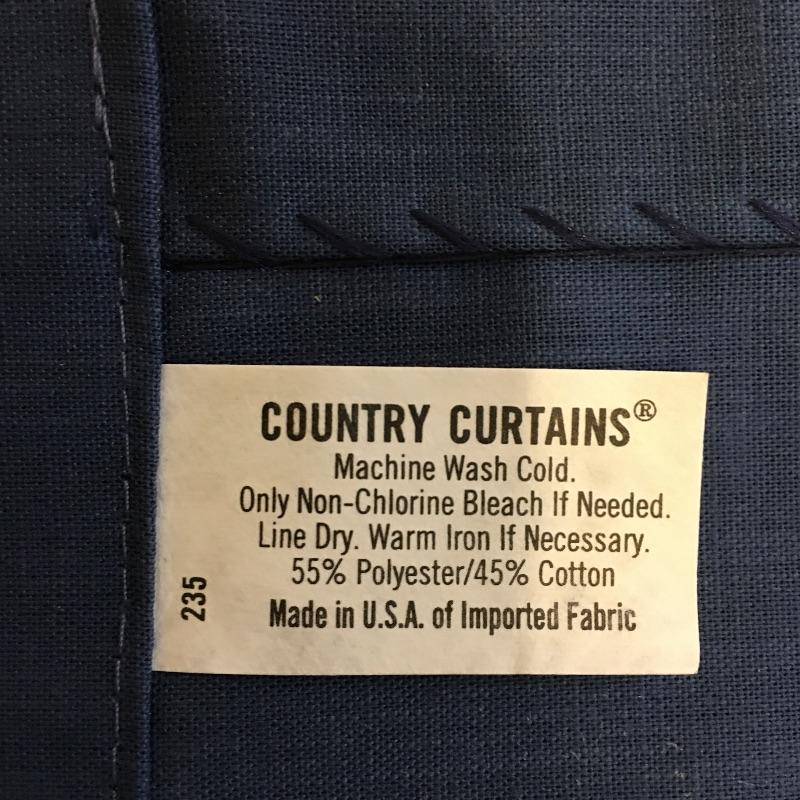 COUNTRY CURTAINS®
Machine Wash Cold.
Only Non-Chlorine Bleach If Needed.
Line Dry. Warm Iron If Necessary.
55% Polyester/45% Cotton
Made in U.S.A. of Imported Fabric
235